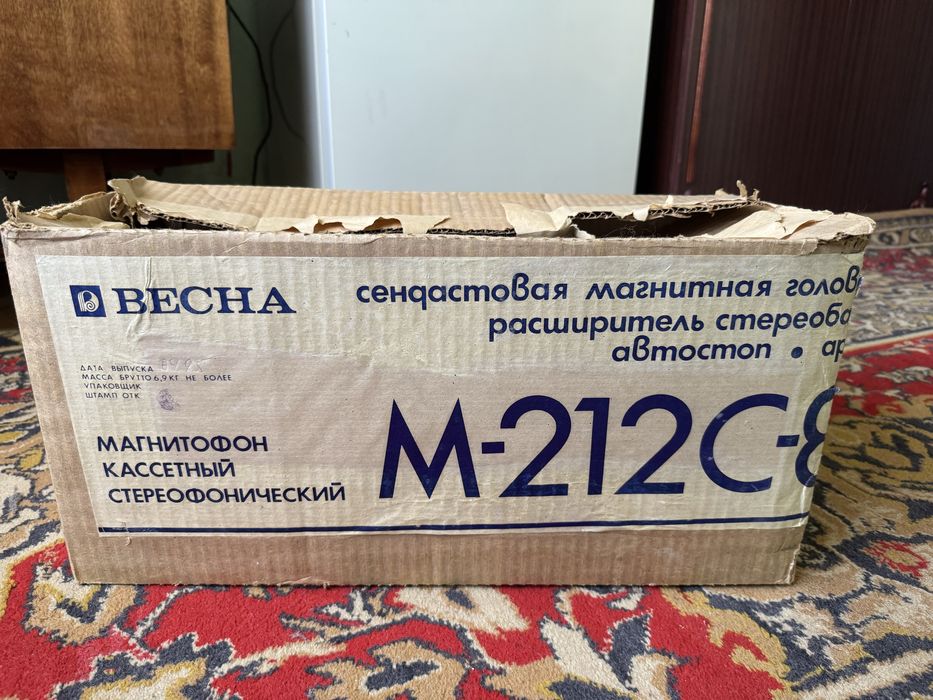 ВЕСНА
сендастовая магнитная голов
расширитель стереоба
автостоп • ар
ДАТА ВЫПУСКА
МАССА БРУТТО 6,9 КГ НЕ БОЛЕЕ
УПАКОВЩИК
ШТАМП ОТК
МАГНИТОФОН
КАССЕТНЫЙ
СТЕРЕОФОНИЧЕСКИЙ
М-212С-8